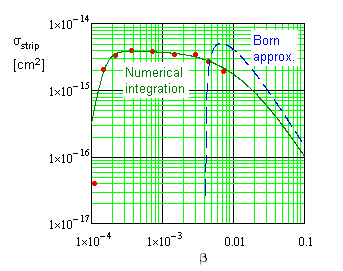 1×10⁻¹⁴
σstrip
[cm²]
Born
approx.
Numerical
integration
1×10⁻¹⁵
1×10⁻¹⁶
1×10⁻¹⁷
1×10⁻⁴ 1×10⁻³ 0.01 0.1
β